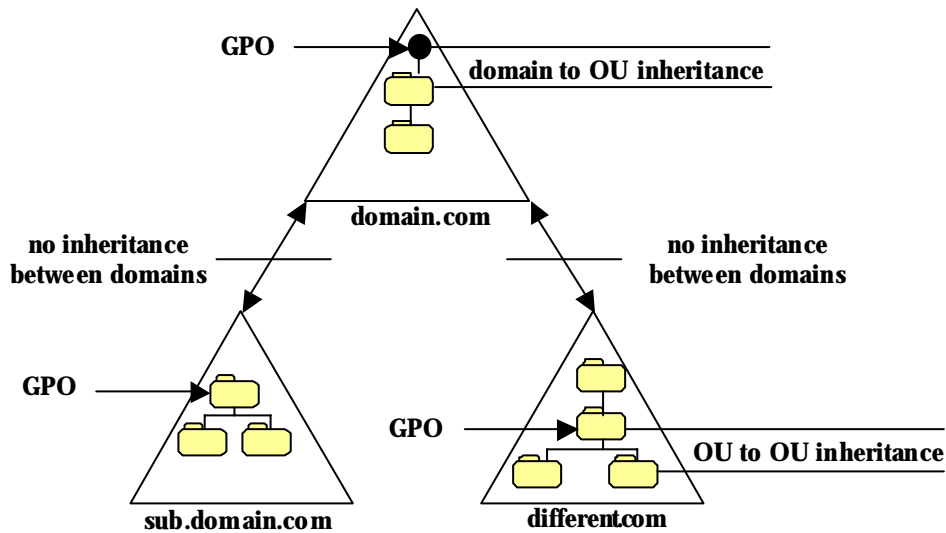 GPO
domain to OU inheritance
domain.com
no inheritance
between domains
no inheritance
between domains
GPO
GPO
OU to OU inheritance
sub.domain.com
different.com